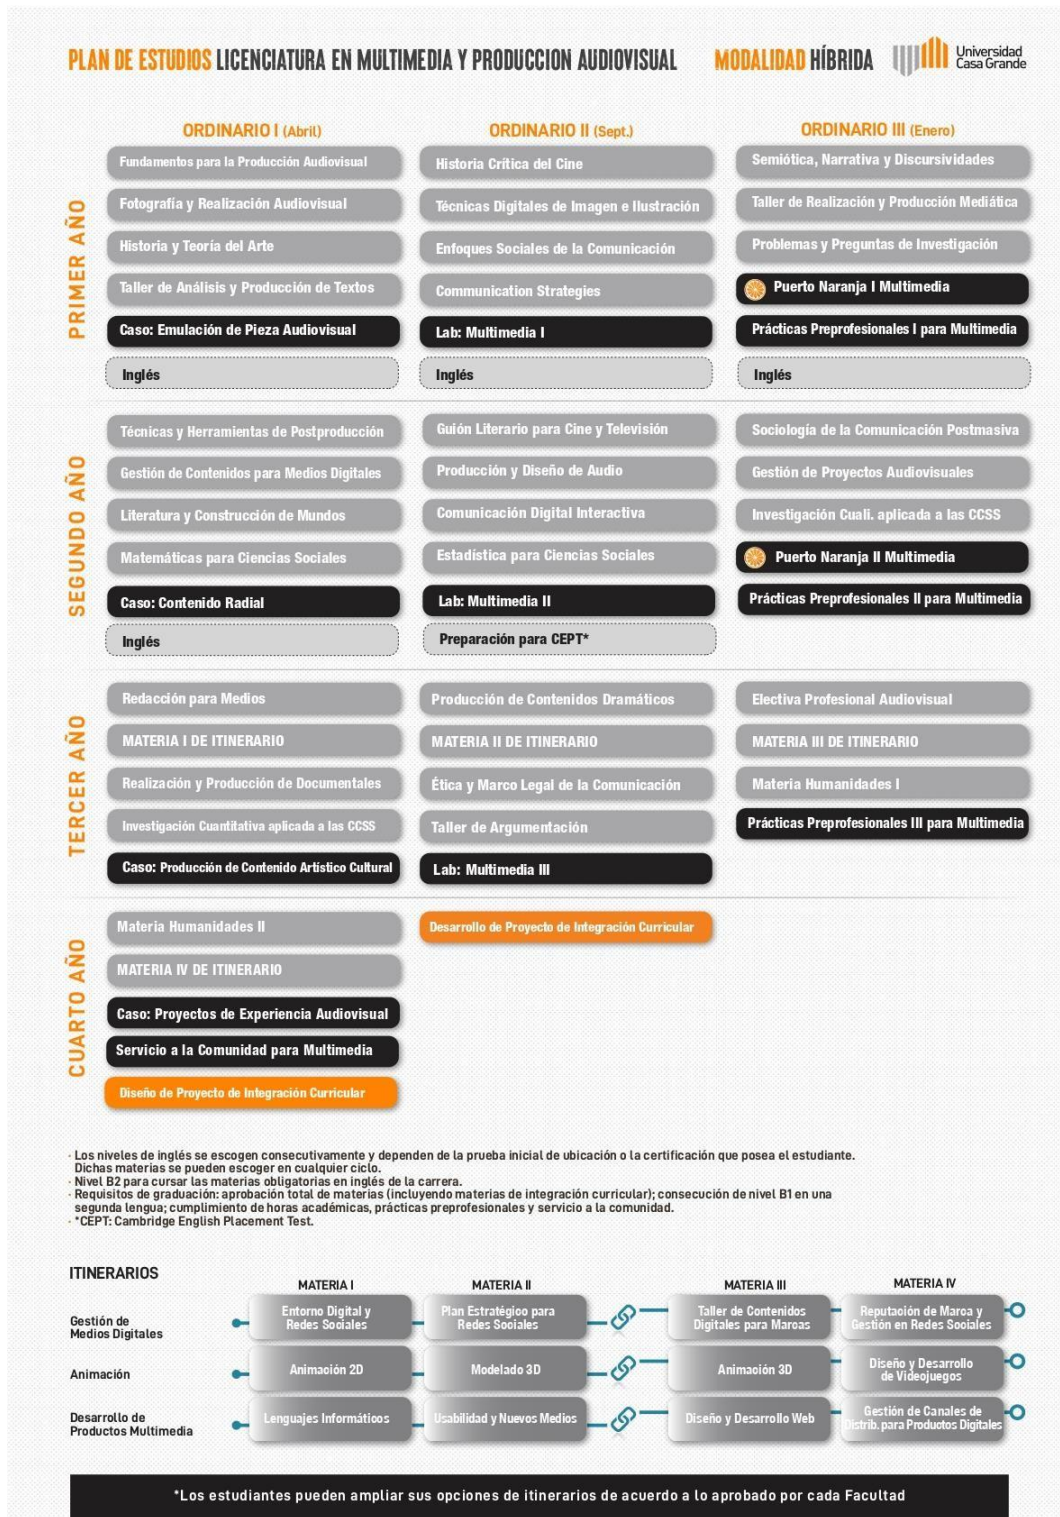 PLAN DE ESTUDIOS LICENCIATURA EN MULTIMEDIA Y PRODUCCION AUDIOVISUAL MODALIDAD HÍBRIDA
Universidad
Casa Grande
ORDINARIO I (Abril) ORDINARIO II (Sept.) ORDINARIO III (Enero)
PRIMER AÑO
Fundamentos para la Producción Audiovisual
Historia Crítica del Cine
Semiótica, Narrativa y Discursividades
Fotografía y Realización Audiovisual
Técnicas Digitales de Imagen e Ilustración
Taller de Realización y Producción Mediática
Historia y Teoría del Arte
Enfoques Sociales de la Comunicación
Problemas y Preguntas de Investigación
Taller de Análisis y Producción de Textos
Communication Strategies
Puerto Naranja I Multimedia
Caso: Emulación de Pieza Audiovisual
Lab: Multimedia I
Prácticas Preprofesionales I para Multimedia
Inglés
Inglés
Inglés
SEGUNDO AÑO
Técnicas y Herramientas de Postproducción
Guión Literario para Cine y Televisión
Sociología de la Comunicación Postmasiva
Gestión de Contenidos para Medios Digitales
Producción y Diseño de Audio
Gestión de Proyectos Audiovisuales
Literatura y Construcción de Mundos
Comunicación Digital Interactiva
Investigación Cuali. aplicada a las CCSS
Matemáticas para Ciencias Sociales
Estadística para Ciencias Sociales
Puerto Naranja II Multimedia
Caso: Contenido Radial
Lab: Multimedia II
Prácticas Preprofesionales II para Multimedia
Inglés
Preparación para CEPT*
TERCER AÑO
Redacción para Medios
Producción de Contenidos Dramáticos
Electiva Profesional Audiovisual
MATERIA I DE ITINERARIO
MATERIA II DE ITINERARIO
MATERIA III DE ITINERARIO
Realización y Producción de Documentales
Ética y Marco Legal de la Comunicación
Materia Humanidades I
Investigación Cuantitativa aplicada a las CCSS
Taller de Argumentación
Prácticas Preprofesionales III para Multimedia
Caso: Producción de Contenido Artístico Cultural
Lab: Multimedia III
CUARTO AÑO
Materia Humanidades II
Desarrollo de Proyecto de Integración Curricular
MATERIA IV DE ITINERARIO
Caso: Proyectos de Experiencia Audiovisual
Servicio a la Comunidad para Multimedia
Diseño de Proyecto de Integración Curricular
· Los niveles de inglés se escogen consecutivamente y dependen de la prueba inicial de ubicación o la certificación que posea el estudiante.
Dichas materias se pueden escoger en cualquier ciclo.
· Nivel B2 para cursar las materias obligatorias en inglés de la carrera.
· Requisitos de graduación: aprobación total de materias (incluyendo materias de integración curricular); consecución de nivel B1 en una
segunda lengua; cumplimiento de horas académicas, prácticas preprofesionales y servicio a la comunidad.
· *CEPT: Cambridge English Placement Test.
ITINERARIOS
MATERIA I MATERIA II MATERIA III MATERIA IV
Gestión de
Medios Digitales
Entorno Digital y
Redes Sociales
Plan Estratégico para
Redes Sociales
Taller de Contenidos
Digitales para Marcas
Reputación de Marca y
Gestión en Redes Sociales
Animación
Animación 2D
Modelado 3D
Animación 3D
Diseño y Desarrollo
de Videojuegos
Desarrollo de
Productos Multimedia
Lenguajes Informáticos
Usabilidad y Nuevos Medios
Diseño y Desarrollo Web
Gestión de Canales de
Distrib. para Productos Digitales
*Los estudiantes pueden ampliar sus opciones de itinerarios de acuerdo a lo aprobado por cada Facultad